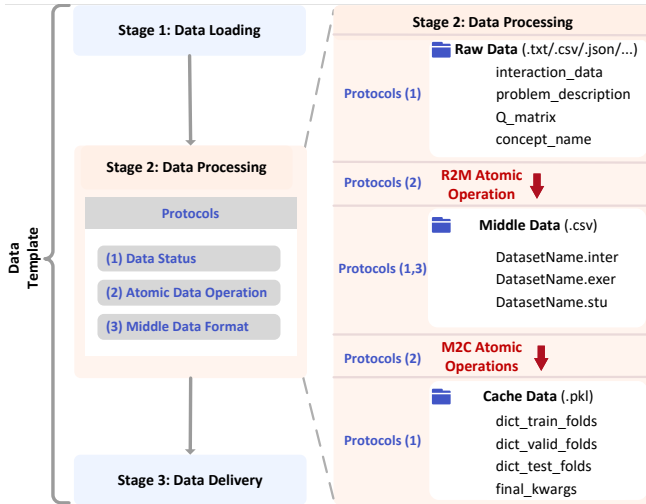 Data
Template
Stage 1: Data Loading
Stage 2: Data Processing
Protocols
(1) Data Status
(2) Atomic Data Operation
(3) Middle Data Format
Stage 3: Data Delivery
Stage 2: Data Processing
Protocols (1)
Raw Data (.txt/.csv/.json/...)
interaction_data
problem_description
Q_matrix
concept_name
Protocols (2)
R2M Atomic
Operation
Protocols (1,3)
Middle Data (.csv)
DatasetName.inter
DatasetName.exer
DatasetName.stu
Protocols (2)
M2C Atomic
Operations
Protocols (1)
Cache Data (.pkl)
dict_train_folds
dict_valid_folds
dict_test_folds
final_kwargs